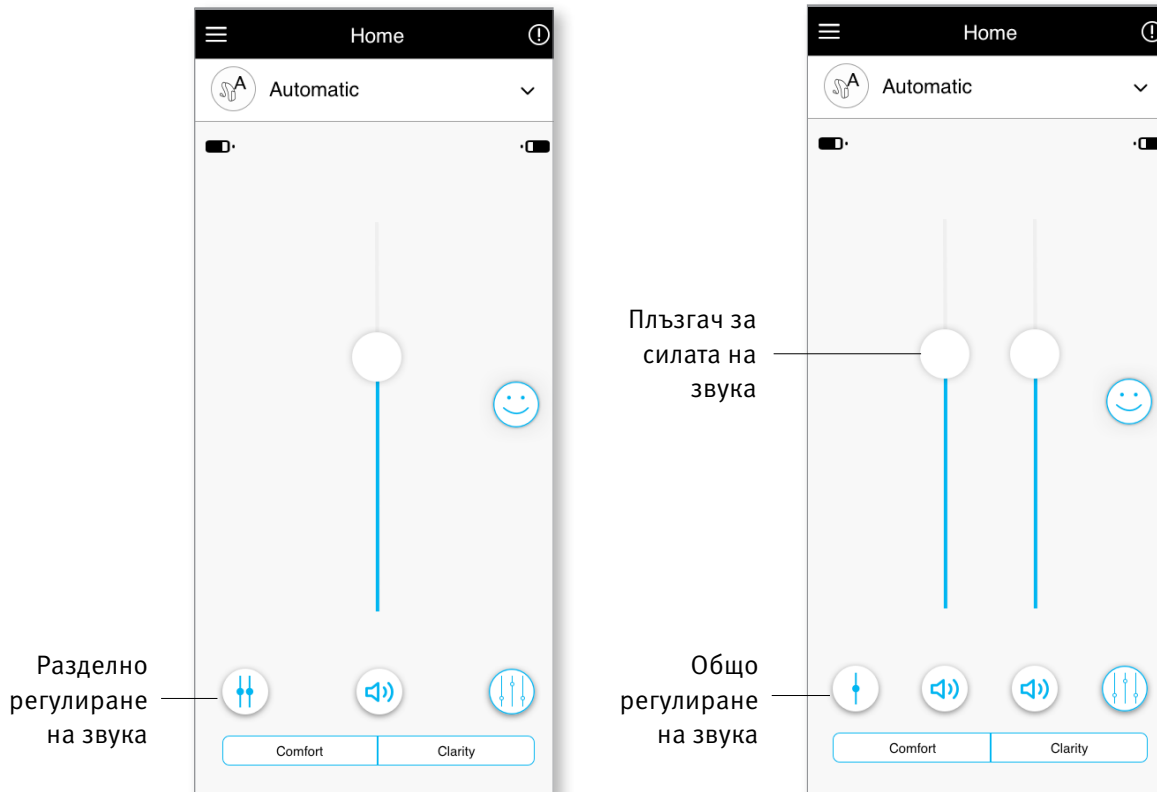 Home
A
Automatic
Разделно
регулиране
на звука
Comfort
Clarity
Home
A
Automatic
Плъзгач за
силата на
звука
Общо
регулиране
на звука
Comfort
Clarity